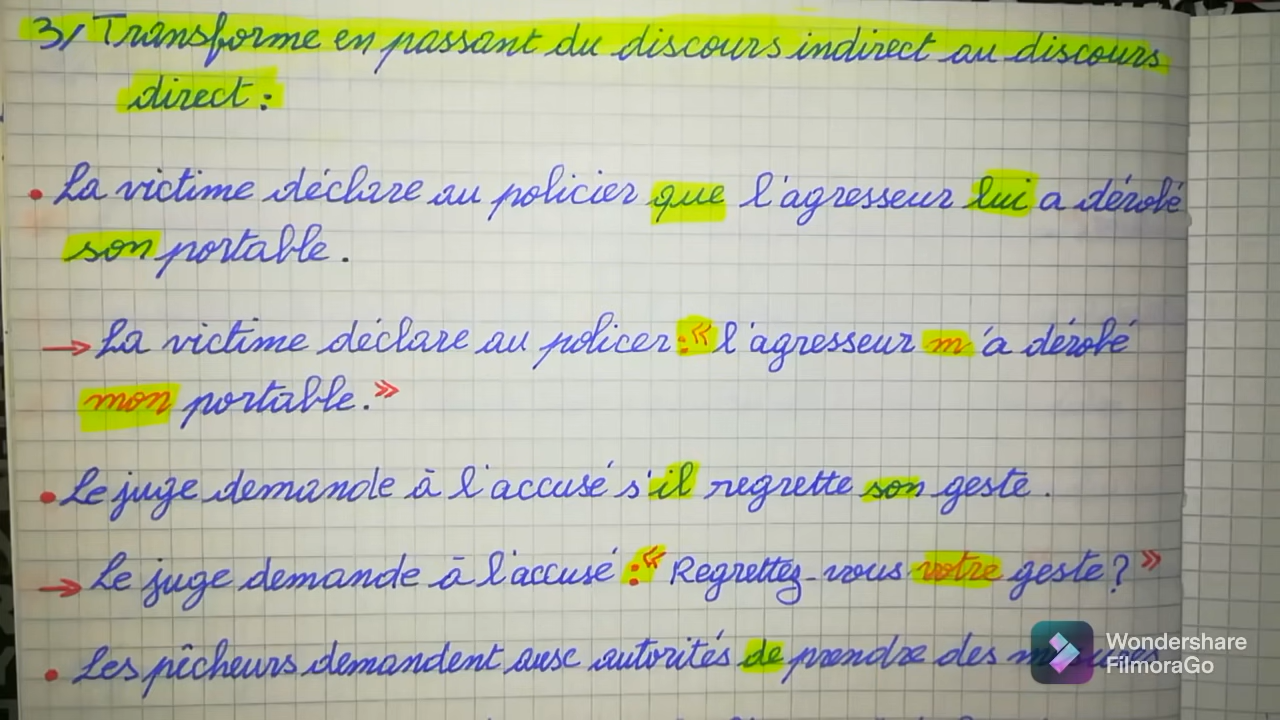 3/ Transforme en passant du discours indirect au discours
direct :
• La victime déclare au policier que l'agresseur lui a dérobé
son portable.
→ La victime déclare au policer : « l'agresseur m'a dérobé
mon portable. »
• Le juge demande à l'accusé s'il regrette son geste.
→ Le juge demande à l'accusé : « Regrettez-vous votre geste ? »
• Les pêcheurs demandent aux autorités de prendre des
Wondershare
FilmoraGo